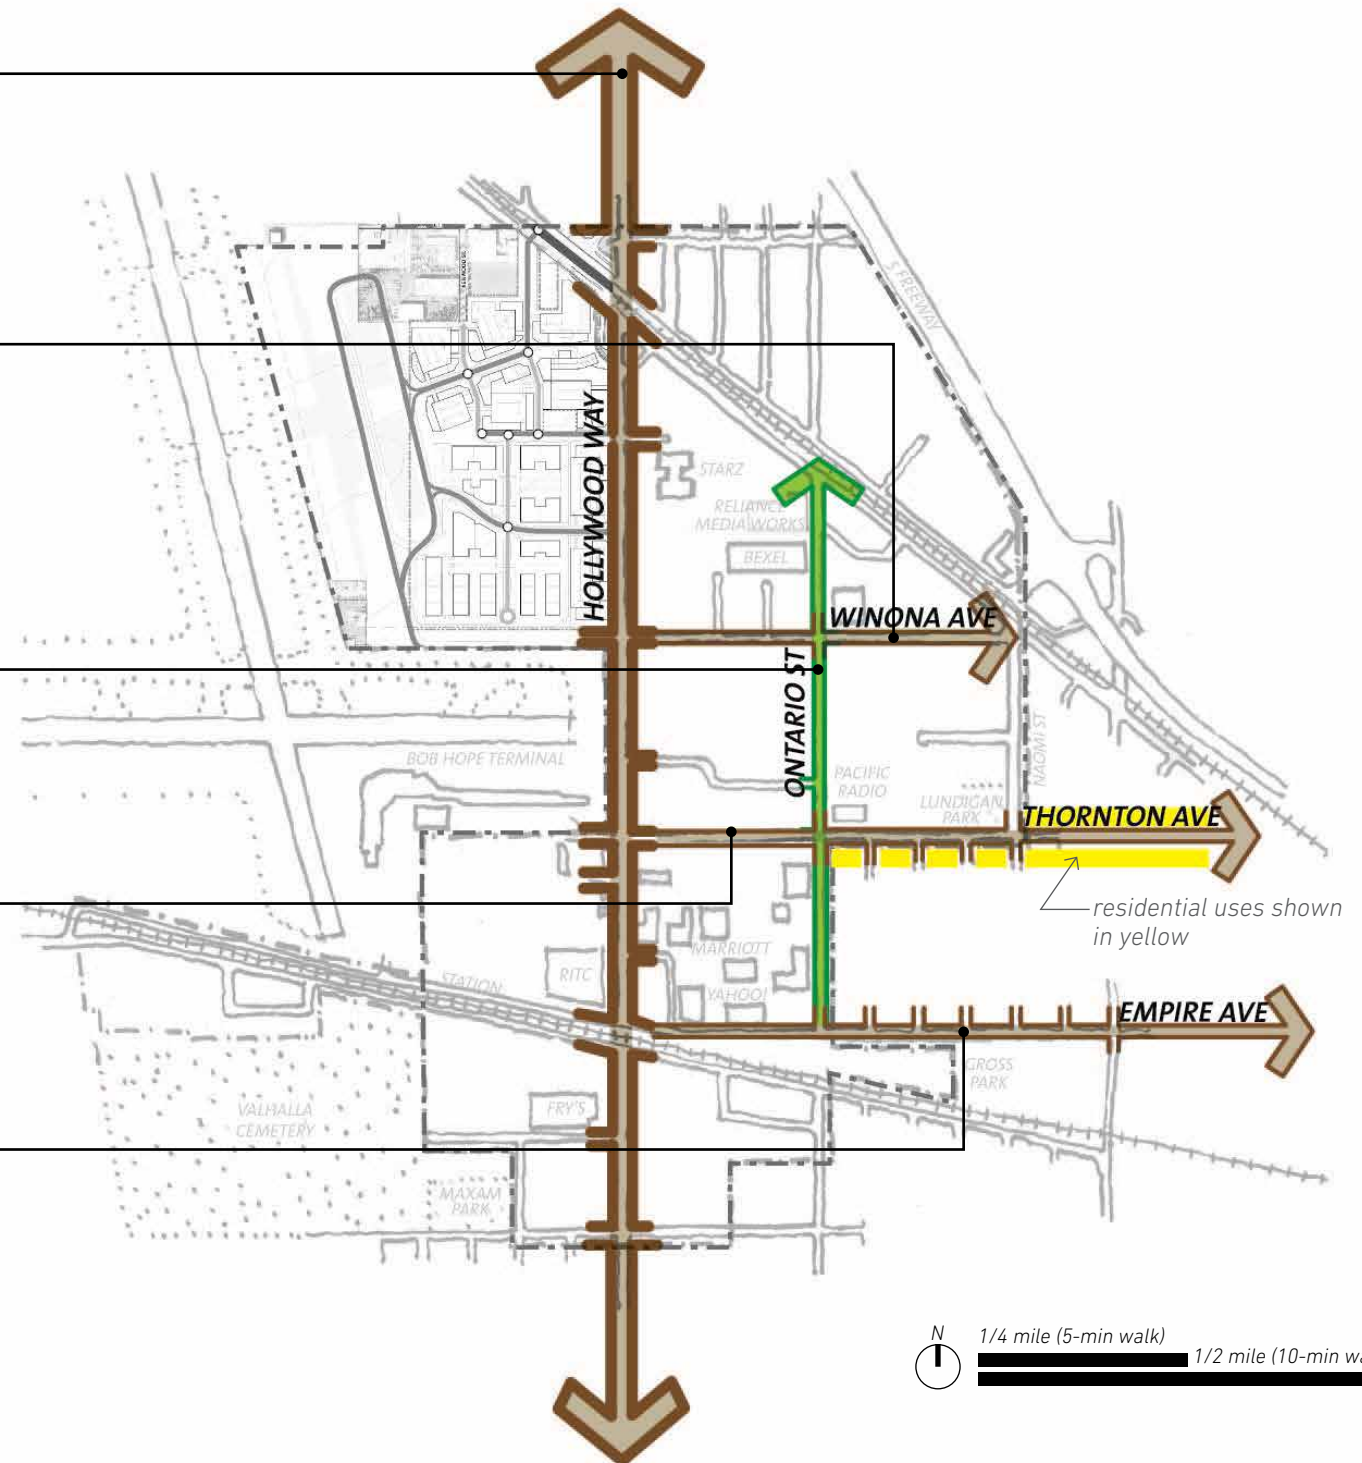 S FREEWAY
HOLLYWOOD WAY
STARZ
RELIANCE
MEDIA WORKS
BEXEL
WINONA AVE
ONTARIO ST
NAOMI ST
BOB HOPE TERMINAL
PACIFIC
RADIO
LUNDIGAN
PARK
THORNTON AVE
residential uses shown
in yellow
MARRIOTT
RITC
STATION
YAHOO!
EMPIRE AVE
GROSS
PARK
FRY'S
VALHALLA
CEMETERY
MAXAM
PARK
N
1/4 mile (5-min walk)
1/2 mile (10-min wa